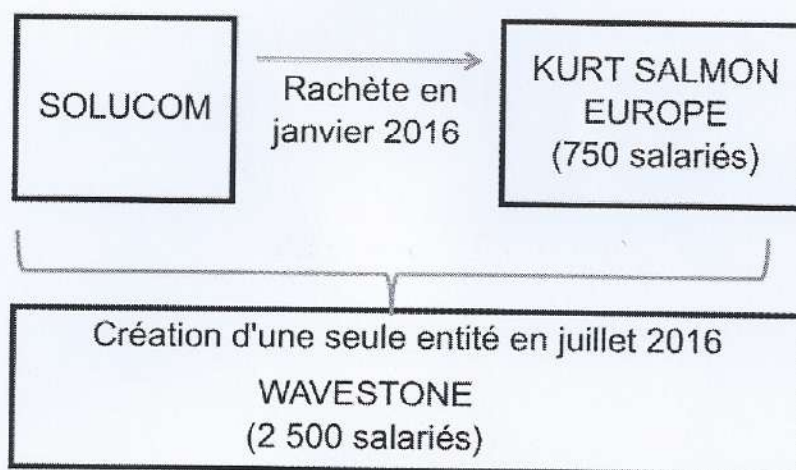 SOLUCOM
Rachète en
janvier 2016
KURT SALMON
EUROPE
(750 salariés)
Création d'une seule entité en juillet 2016
WAVESTONE
(2 500 salariés)